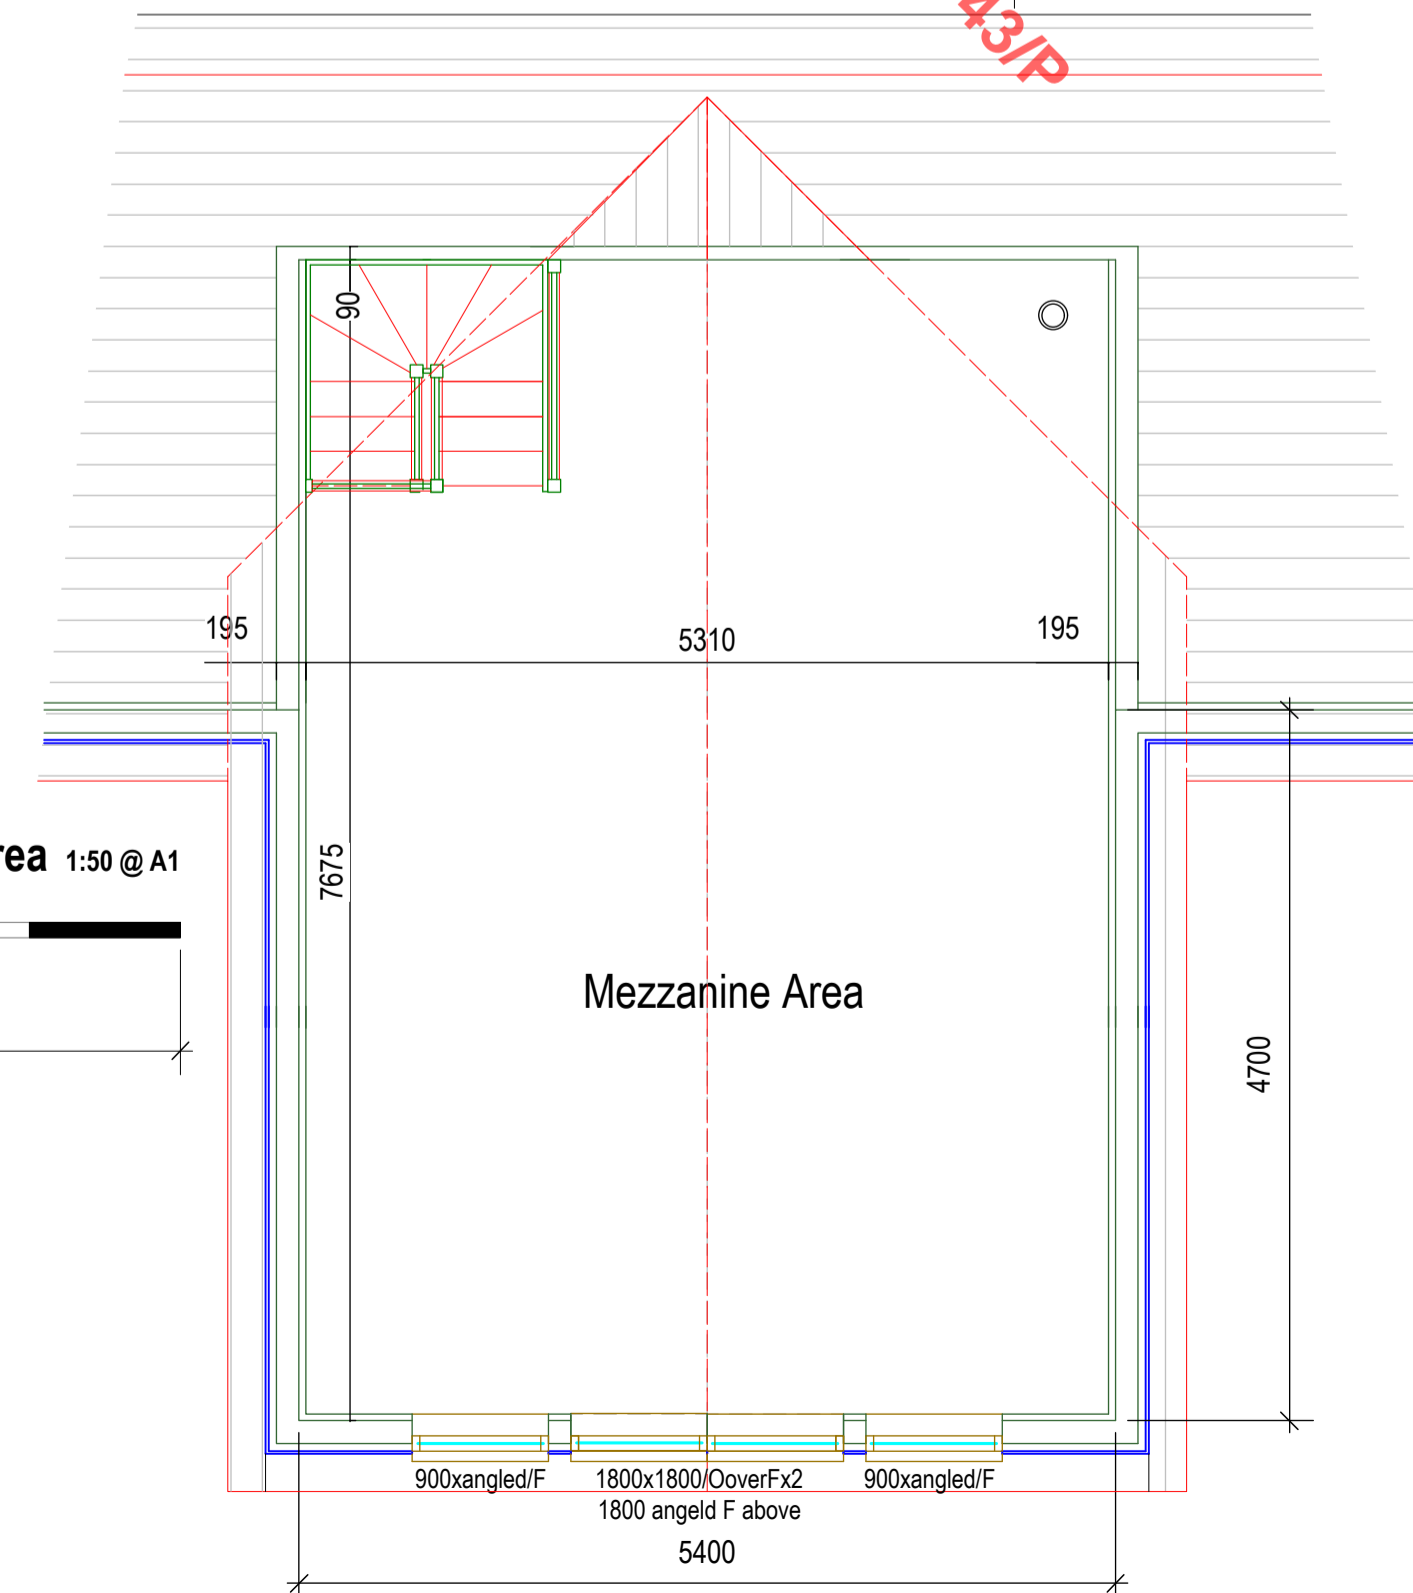 43/P
90
195
5310
195
7675
rea 1:50 @ A1
Mezzanine Area
4700
900xangled/F
1800x1800/OoverFx2
900xangled/F
1800 angeld F above
5400